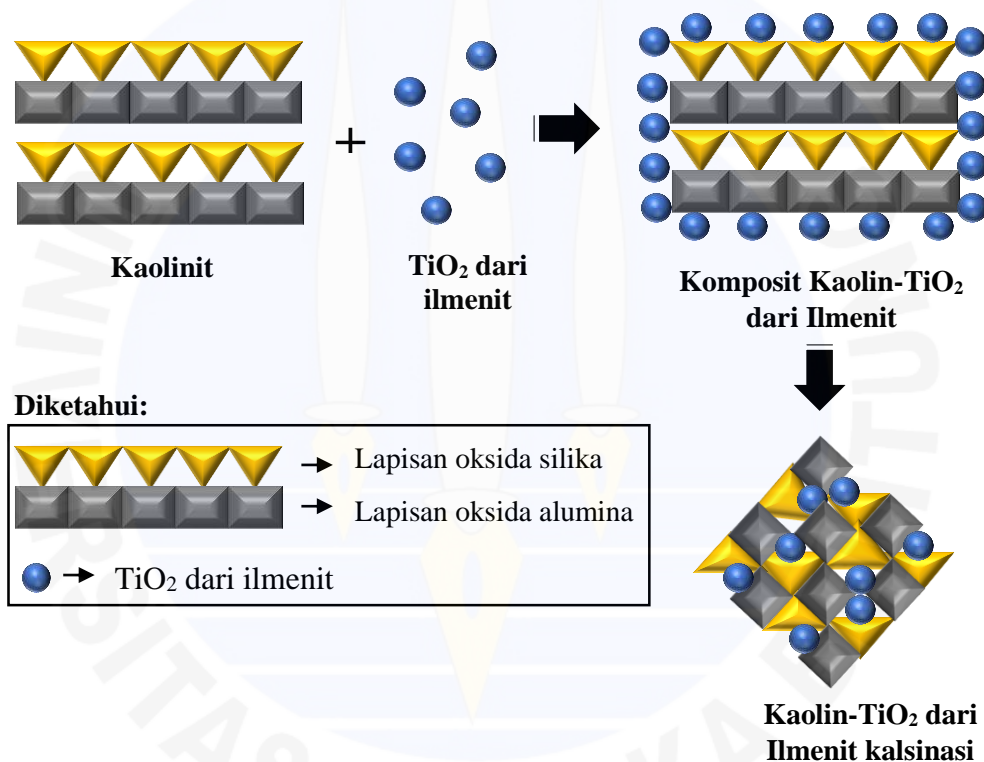 +
Kaolinit
TiO₂ dari
ilmenit
Komposit Kaolin-TiO₂
dari Ilmenit
Diketahui:
Lapisan oksida silika
Lapisan oksida alumina
TiO₂ dari ilmenit
Kaolin-TiO₂ dari
Ilmenit kalsinasi